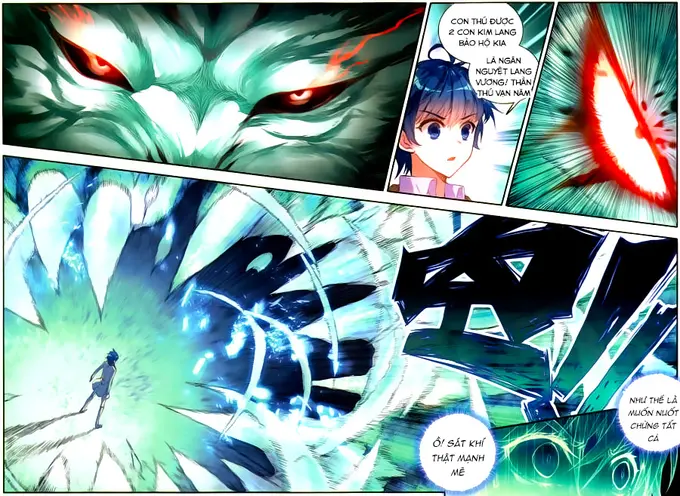 CON THÚ ĐƯỢC
2 CON KIM LANG
BẢO HỘ KIA
LÀ NGÂN
NGUYỆT LANG
VƯƠNG! THẦN
THÚ VẠN NĂM
NHƯ THẾ LÀ
MUỐN NUỐT
CHỬNG TẤT
CẢ
Ồ! SÁT KHÍ
THẬT MẠNH
MẼ